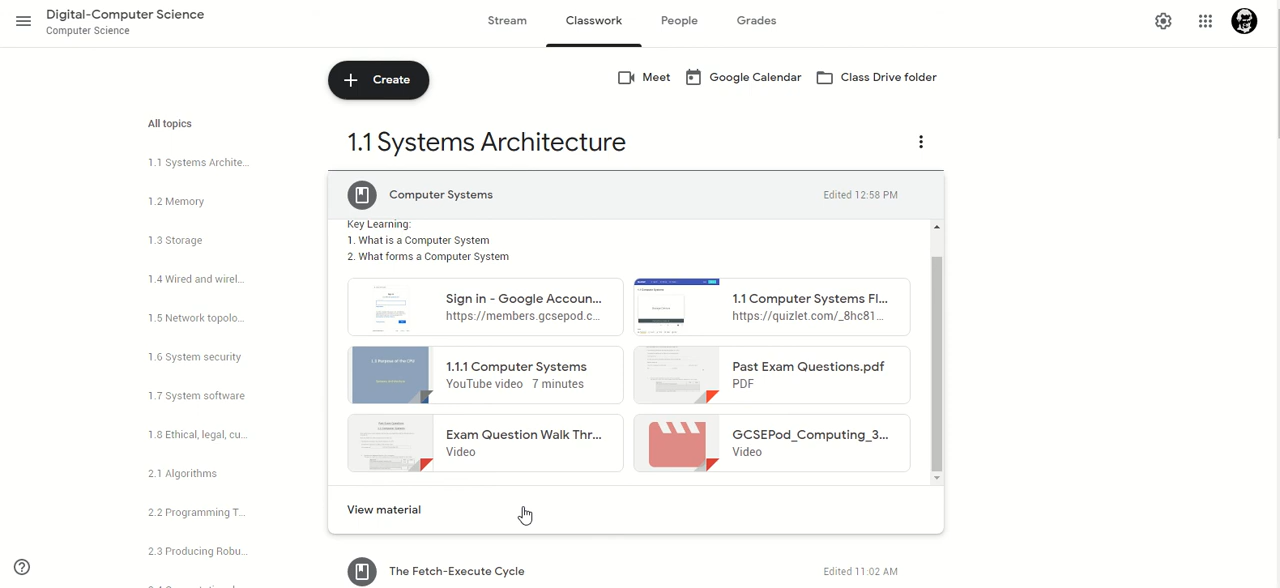 Digital-Computer Science
Computer Science
Stream
Classwork
People
Grades
Create
Meet
Google Calendar
Class Drive folder
All topics
1.1 Systems Archite...
1.2 Memory
1.3 Storage
1.4 Wired and wirel...
1.5 Network topolo...
1.6 System security
1.7 System software
1.8 Ethical, legal, cu...
2.1 Algorithms
2.2 Programming T...
2.3 Producing Robu...
1.1 Systems Architecture
Computer Systems
Edited 12:58 PM
Key Learning:
1. What is a Computer System
2. What forms a Computer System
Sign in - Google Accoun...
https://members.gcsepod.c...
1.1 Computer Systems Fl...
https://quizlet.com/_8hc81...
1.1.1 Computer Systems
YouTube video 7 minutes
Past Exam Questions.pdf
PDF
Exam Question Walk Thr...
Video
GCSEPod_Computing_3...
Video
View material
The Fetch-Execute Cycle
Edited 11:02 AM